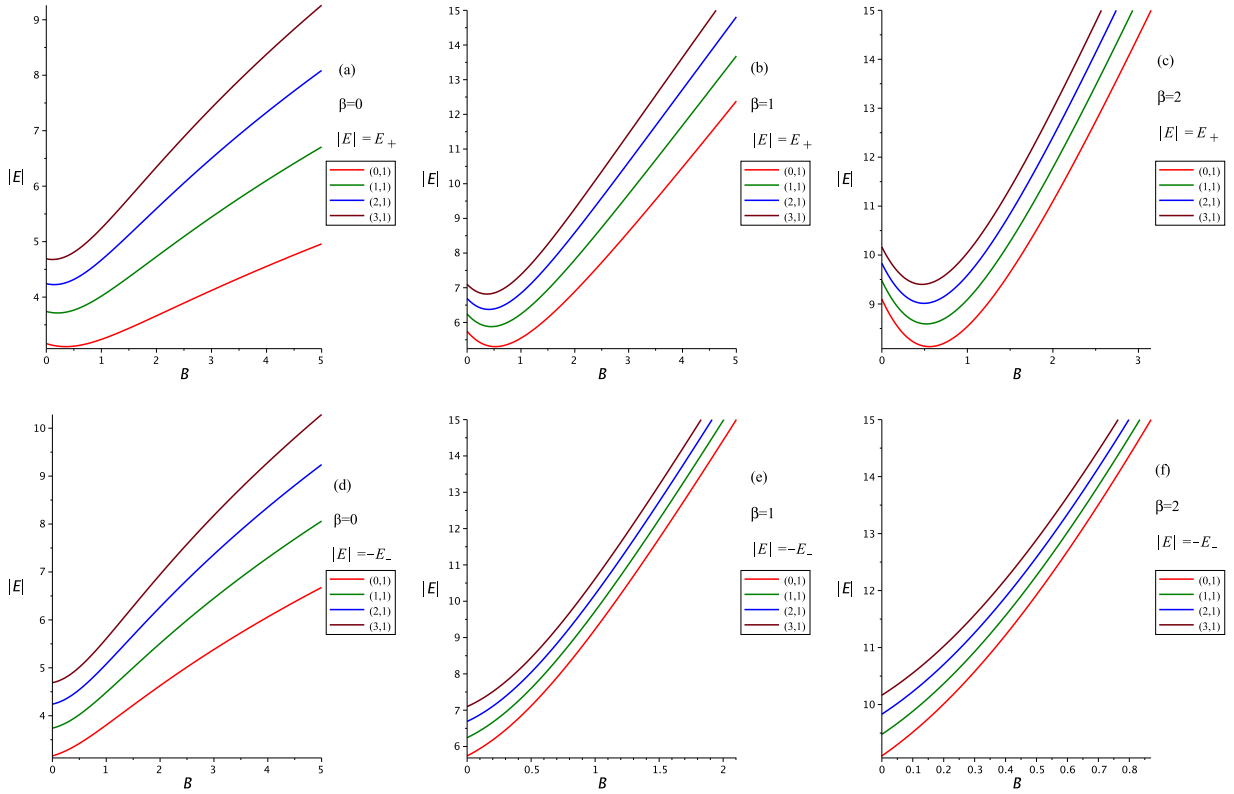 (a)
β=0
|E| = E₊
(0,1)
(1,1)
(2,1)
(3,1)
|E|
9
8
7
6
5
4
0 1 2 3 4 5
B
(b)
β=1
|E| = E₊
(0,1)
(1,1)
(2,1)
(3,1)
|E|
15
14
13
12
11
10
9
8
7
6
0 1 2 3 4 5
B
(c)
β=2
|E| = E₊
(0,1)
(1,1)
(2,1)
(3,1)
|E|
15
14
13
12
11
10
9
0 1 2 3
B
(d)
β=0
|E| = −E₋
(0,1)
(1,1)
(2,1)
(3,1)
|E|
10
9
8
7
6
5
4
0 1 2 3 4 5
B
(e)
β=1
|E| = −E₋
(0,1)
(1,1)
(2,1)
(3,1)
|E|
15
14
13
12
11
10
9
8
7
6
0 0.5 1 1.5 2
B
(f)
β=2
|E| = −E₋
(0,1)
(1,1)
(2,1)
(3,1)
|E|
15
14
13
12
11
10
0 0.1 0.2 0.3 0.4 0.5 0.6 0.7 0.8
B